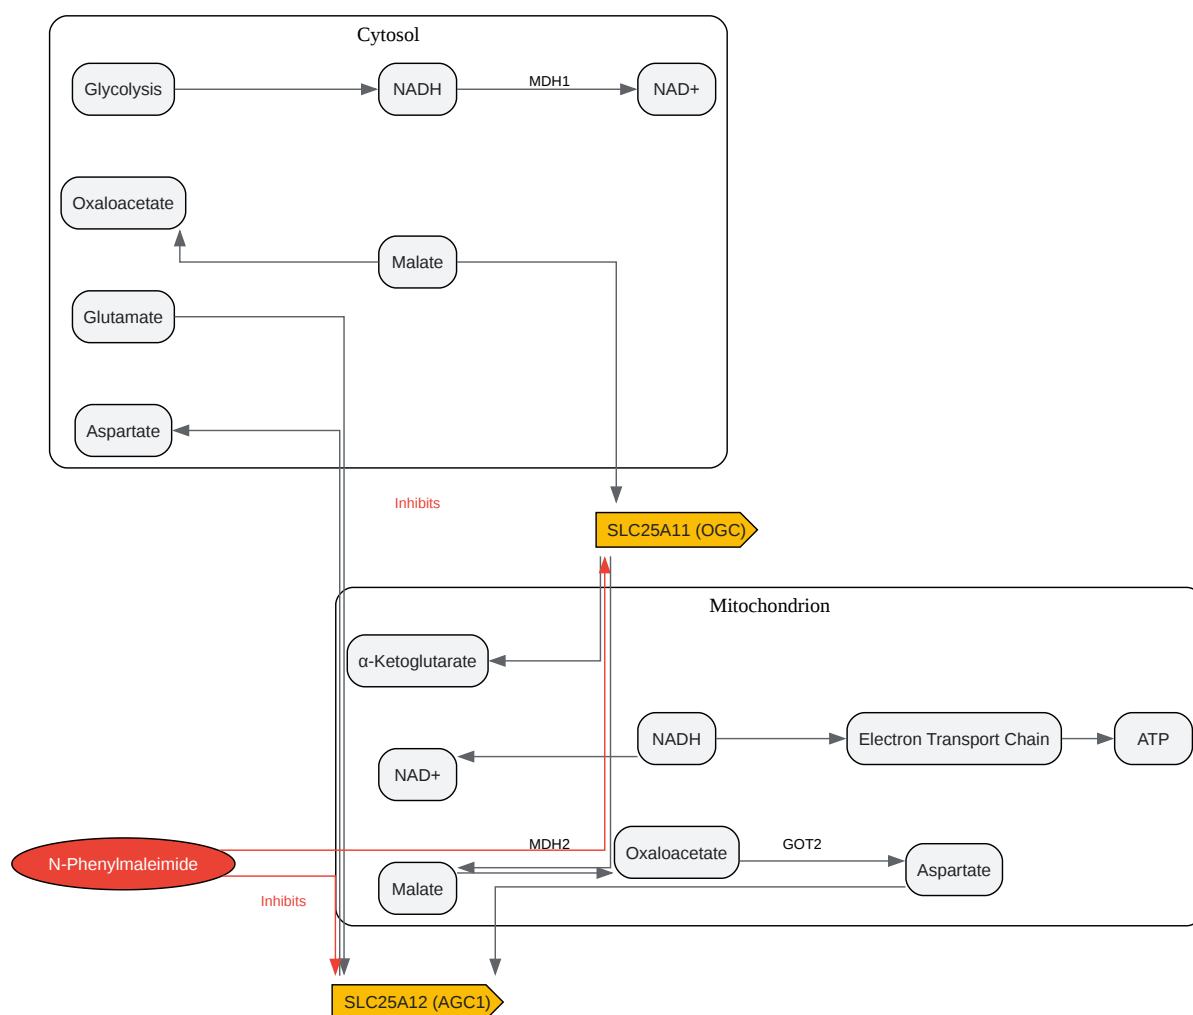 Cytosol
Glycolysis
NADH
MDH1
NAD+
Oxaloacetate
Malate
Glutamate
Aspartate
Inhibits
SLC25A11 (OGC)
Mitochondrion
α-Ketoglutarate
NADH
Electron Transport Chain
ATP
NAD+
N-Phenylmaleimide
MDH2
Oxaloacetate
GOT2
Aspartate
Malate
Inhibits
SLC25A12 (AGC1)